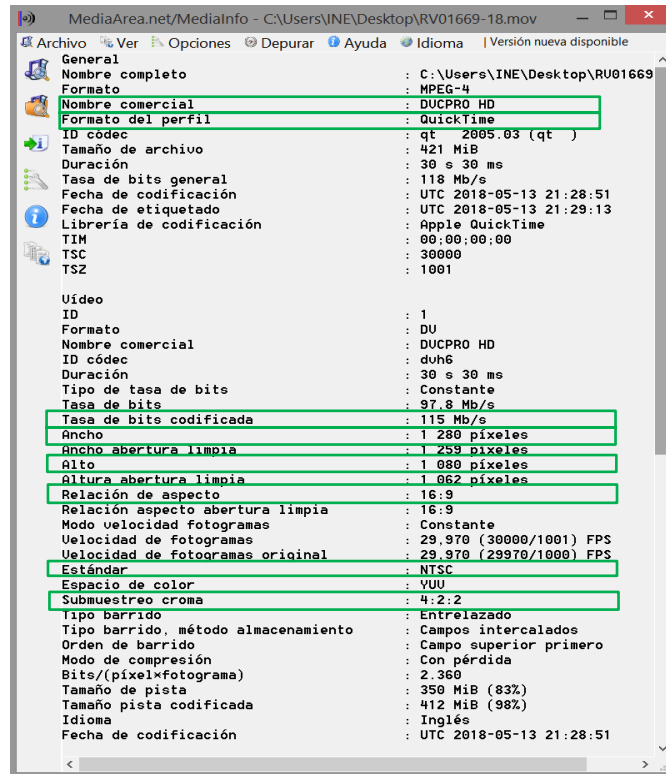 MediaArea.net/MediaInfo - C:\Users\INE\Desktop\RV01669-18.mov
Archivo Ver Opciones Depurar Ayuda Idioma | Versión nueva disponible
General
Nombre completo : C:\Users\INE\Desktop\RV01669
Formato : MPEG-4
Nombre comercial : DVCPRO HD
Formato del perfil : QuickTime
ID códec : qt 2005.03 (qt )
Tamaño de archivo : 421 MiB
Duración : 30 s 30 ms
Tasa de bits general : 118 Mb/s
Fecha de codificación : UTC 2018-05-13 21:28:51
Fecha de etiquetado : UTC 2018-05-13 21:29:13
Librería de codificación : Apple QuickTime
TIM : 00;00;00;00
TSC : 30000
TSZ : 1001
Vídeo
ID : 1
Formato : DV
Nombre comercial : DVCPRO HD
ID códec : dvh6
Duración : 30 s 30 ms
Tipo de tasa de bits : Constante
Tasa de bits : 97,8 Mb/s
Tasa de bits codificada : 115 Mb/s
Ancho : 1 280 píxeles
Ancho abertura limpia : 1 259 píxeles
Alto : 1 080 píxeles
Altura abertura limpia : 1 062 píxeles
Relación de aspecto : 16:9
Relación aspecto abertura limpia : 16:9
Modo velocidad fotogramas : Constante
Velocidad de fotogramas : 29,970 (30000/1001) FPS
Velocidad de fotogramas original : 29,970 (29970/1000) FPS
Estándar : NTSC
Espacio de color : YUV
Submuestreo croma : 4:2:2
Tipo barrido : Entrelazado
Tipo barrido, método almacenamiento : Campos intercalados
Orden de barrido : Campo superior primero
Modo de compresión : Con pérdida
Bits/(píxel×fotograma) : 2.360
Tamaño de pista : 350 MiB (83%)
Tamaño pista codificada : 412 MiB (98%)
Idioma : Inglés
Fecha de codificación : UTC 2018-05-13 21:28:51